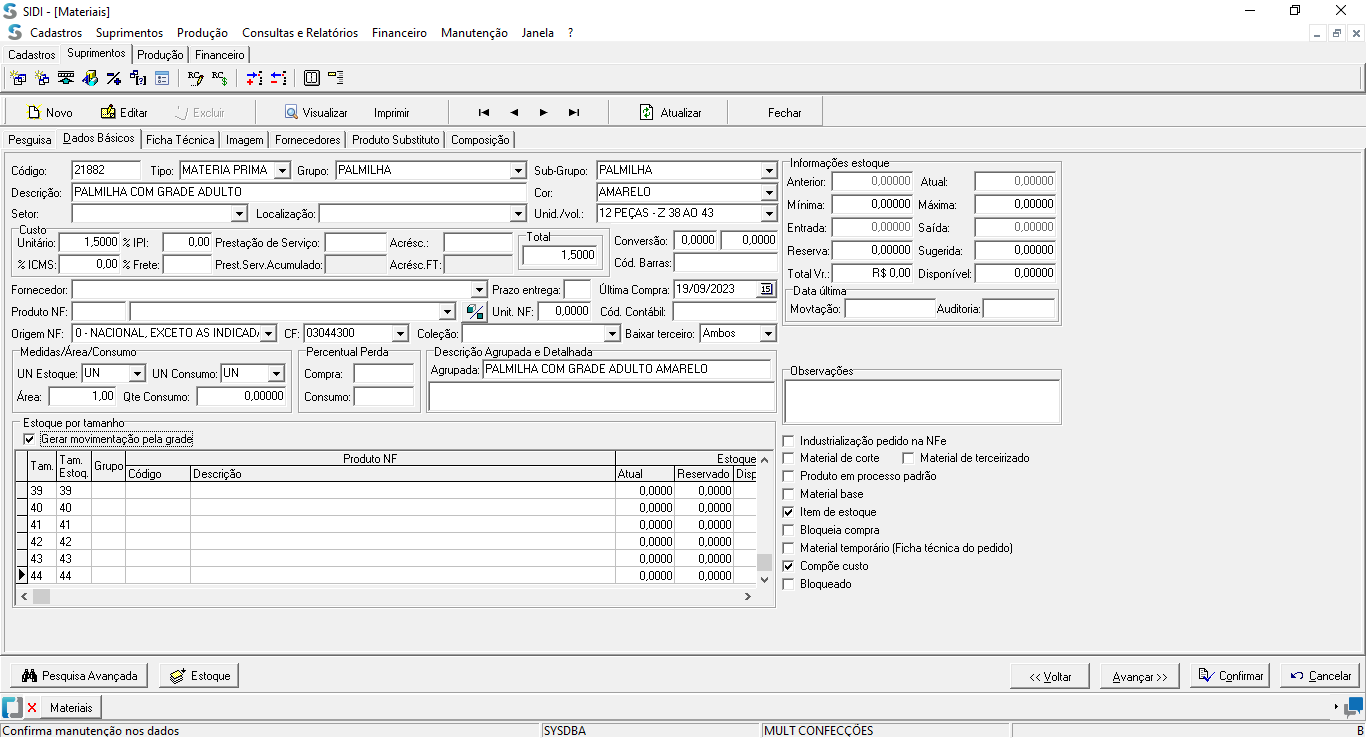 SIDI - [Materiais]
Cadastros Suprimentos Produção Consultas e Relatórios Financeiro Manutenção Janela ?
Cadastros Suprimentos Produção Financeiro
Novo Editar Excluir Visualizar Imprimir Atualizar Fechar
Pesquisa Dados Básicos Ficha Técnica Imagem Fornecedores Produto Substituto Composição
Código: 21882 Tipo: MATERIA PRIMA Grupo: PALMILHA Sub-Grupo: PALMILHA
Descrição: PALMILHA COM GRADE ADULTO Cor: AMARELO
Setor: Localização: Unid./vol.: 12 PEÇAS - Z 38 AO 43
Custo
Unitário: 1,5000 % IPI: 0,00 Prestação de Serviço: Acrésc.:
% ICMS: 0,00 % Frete: Prest.Serv.Acumulado: Acrésc.FT:
Total
1,5000
Conversão: 0,0000 0,0000
Cód. Barras:
Fornecedor: Prazo entrega: Última Compra: 19/09/2023 15
Produto NF: Unit. NF: 0,0000 Cód. Contábil:
Origem NF: 0 - NACIONAL, EXCETO AS INDICADA CF: 03044300 Coleção: Baixar terceiro: Ambos
Informações estoque
Anterior: 0,00000 Atual: 0,00000
Mínima: 0,00000 Máxima: 0,00000
Entrada: 0,00000 Saída: 0,00000
Reserva: 0,00000 Sugerida: 0,00000
Total Vr.: R$ 0,00 Disponível: 0,00000
Data última
Movtação: Auditoria:
Medidas/Área/Consumo
UN Estoque: UN UN Consumo: UN
Área: 1,00 Qte Consumo: 0,00000
Percentual Perda
Compra:
Consumo:
Descrição Agrupada e Detalhada
Agrupada: PALMILHA COM GRADE ADULTO AMARELO
Observações
Estoque por tamanho
Gerar movimentação pela grade
Produto NF Estoque
Tam. Tam. Estoq. Grupo Código Descrição Atual Reservado Disp
39 39 0,0000 0,0000
40 40 0,0000 0,0000
41 41 0,0000 0,0000
42 42 0,0000 0,0000
43 43 0,0000 0,0000
44 44 0,0000 0,0000
Industrialização pedido na NFe
Material de corte Material de terceirizado
Produto em processo padrão
Material base
Item de estoque
Bloqueia compra
Material temporário (Ficha técnica do pedido)
Compõe custo
Bloqueado
Pesquisa Avançada Estoque << Voltar Avançar >> Confirmar Cancelar
Materiais
Confirma manutenção nos dados SYSDBA MULT CONFECÇÕES B